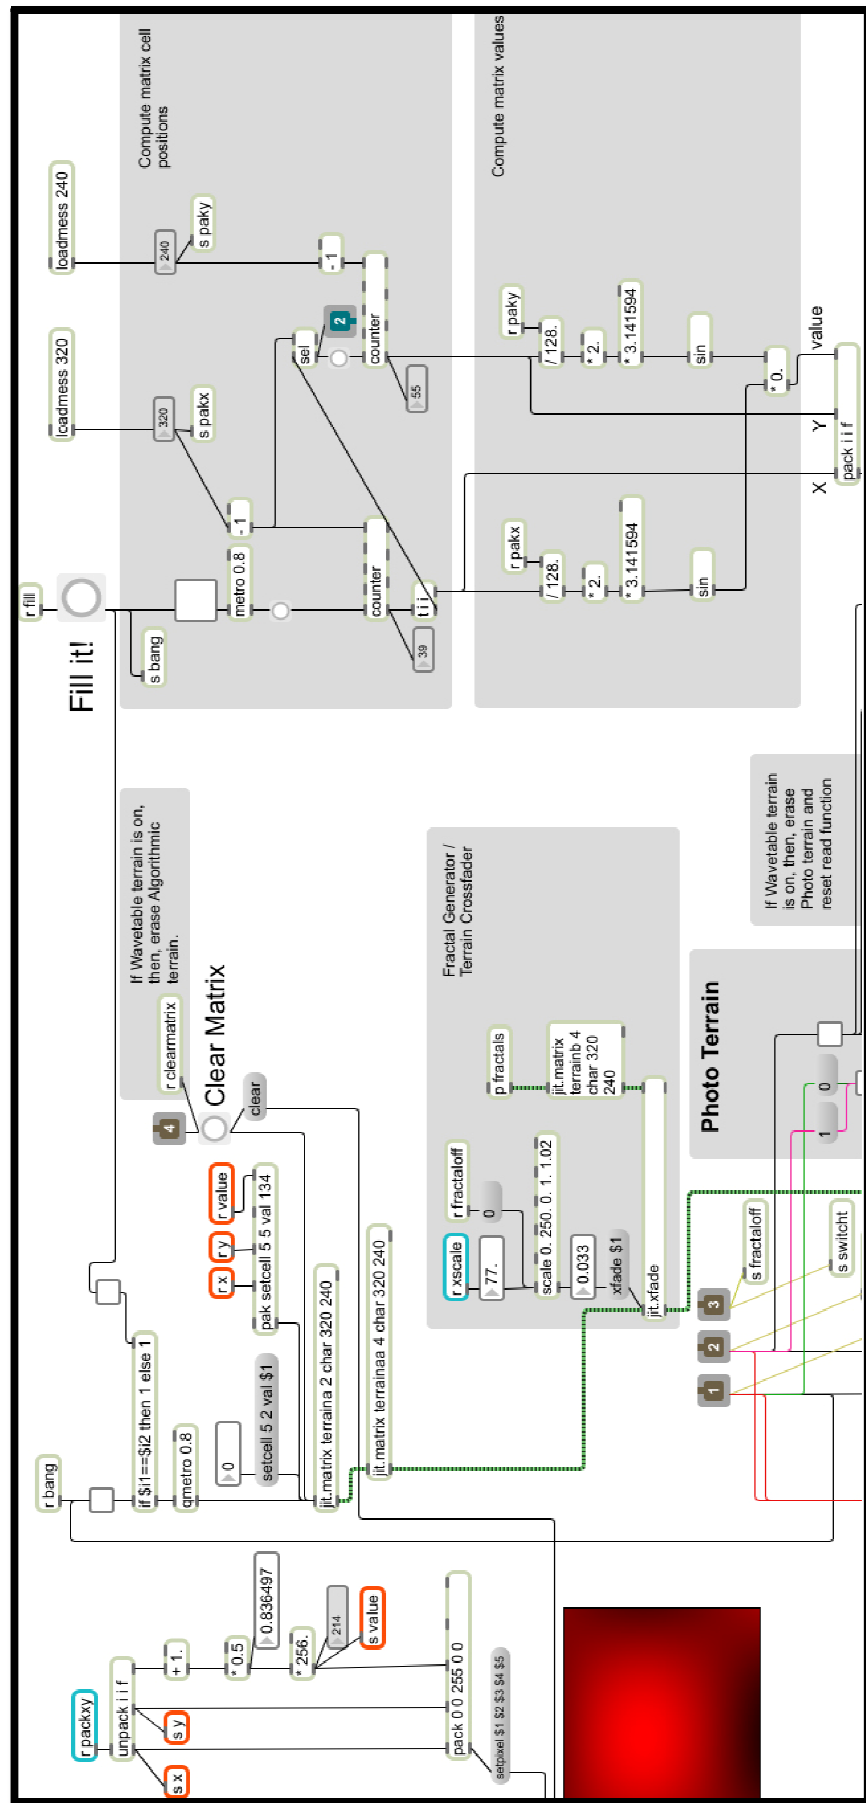 r packxy
unpack i i f
s x
s y
+ 1.
* 0.5
0.836497
* 256.
214
s value
pack 0 0 255 0 0
setpixel $1 $2 $3 $4 $5
r bang
if $i1==$i2 then 1 else 1
qmetro 0.8
0
setcell 5 2 val $1
r x
r y
r value
pak setcell 5 5 val 134
jit.matrix terraina 2 char 320 240
jit.matrix terrainaa 4 char 320 240
4
Clear Matrix
clear
r clearmatrix
If Wavetable terrain is on,
then, erase Algorithmic
terrain.
Fractal Generator /
Terrain Crossfader
r xscale
r fractaloff
77.
0
scale 0. 250. 0. 1. 1.02
0.033
xfade $1
p fractals
jit.matrix
terrainb 4
char 320
240
jit.xfade
1
2
3
s fractaloff
s switcht
Photo Terrain
1
0
If Wavetable terrain
is on, then, erase
Photo terrain and
reset read function
Fill it!
r fill
s bang
loadmess 320
loadmess 240
320
s pakx
240
s paky
Compute matrix cell
positions
metro 0.8
- 1
- 1
sel
2
counter
counter
39
t i i
55
Compute matrix values
r pakx
/ 128.
* 2.
* 3.141594
sin
r paky
/ 128.
* 2.
* 3.141594
sin
* 0.
X
Y
value
pack i i f